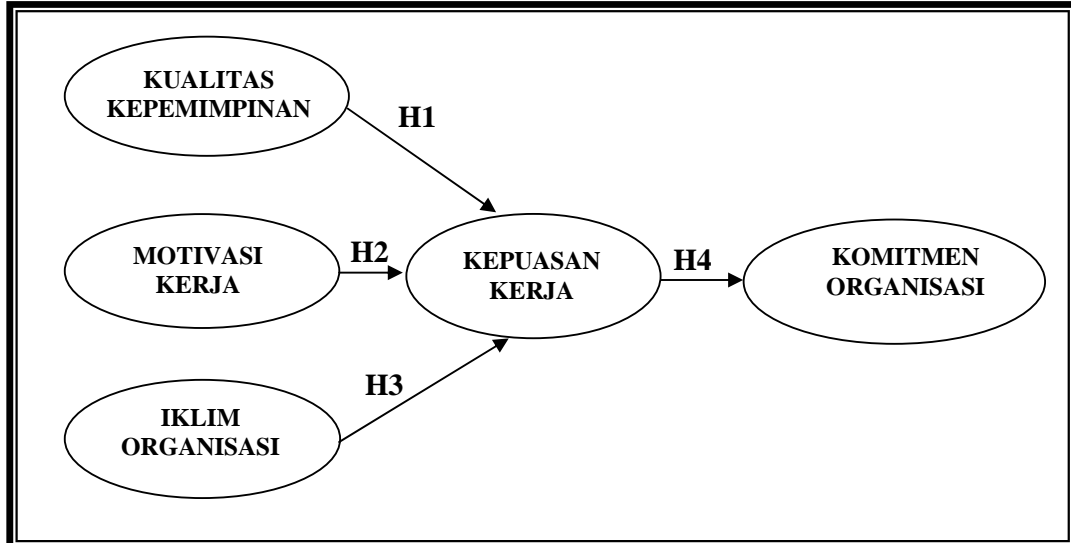 KUALITAS
KEPEMIMPINAN
H1
MOTIVASI
KERJA
H2
KEPUASAN
KERJA
H4
KOMITMEN
ORGANISASI
H3
IKLIM
ORGANISASI